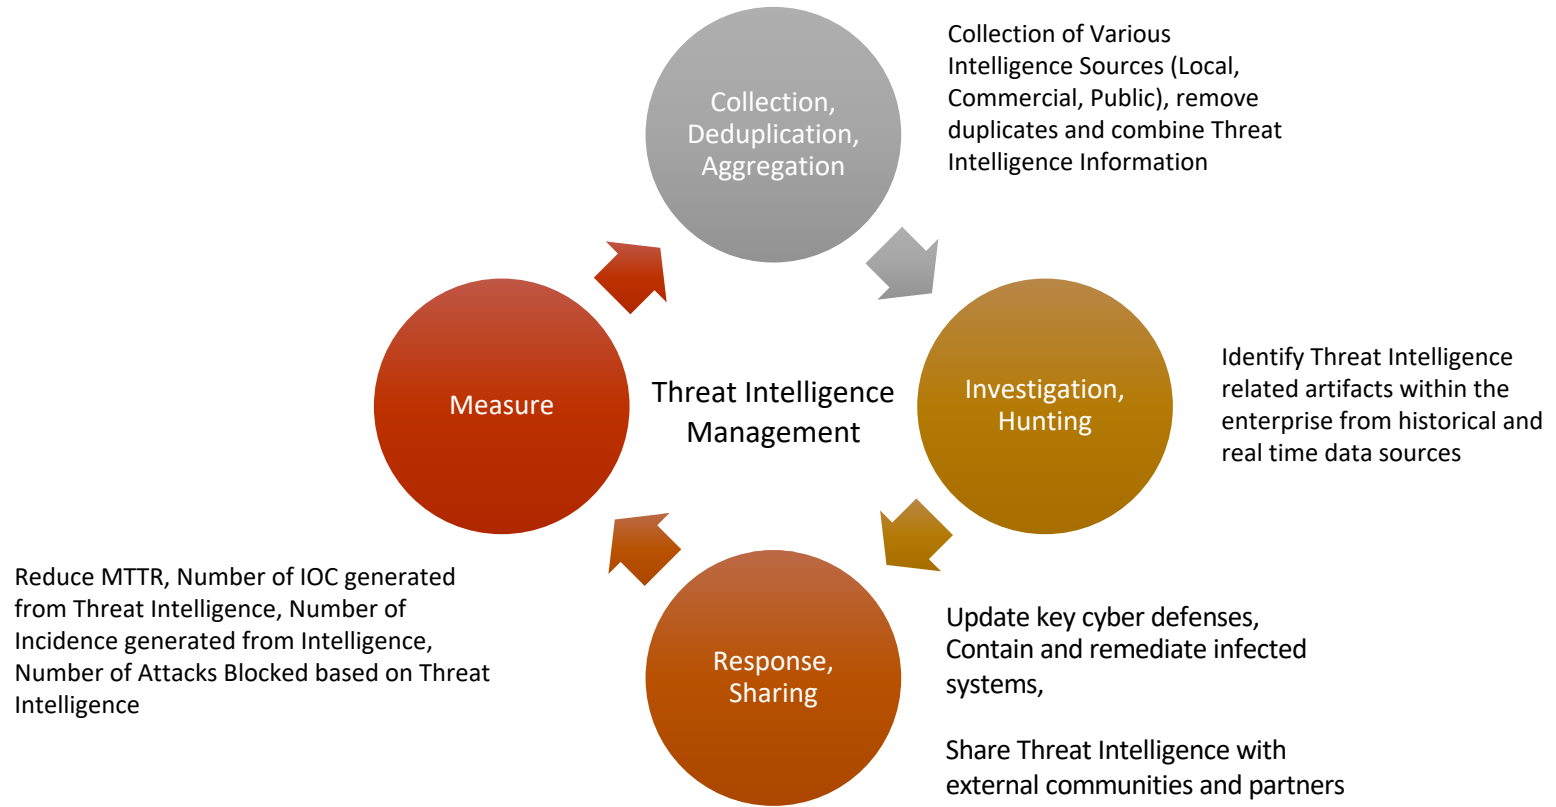 Collection,
Deduplication,
Aggregation
Collection of Various
Intelligence Sources (Local,
Commercial, Public), remove
duplicates and combine Threat
Intelligence Information
Investigation,
Hunting
Identify Threat Intelligence
related artifacts within the
enterprise from historical and
real time data sources
Threat Intelligence
Management
Response,
Sharing
Update key cyber defenses,
Contain and remediate infected
systems,
Share Threat Intelligence with
external communities and partners
Measure
Reduce MTTR, Number of IOC generated
from Threat Intelligence, Number of
Incidence generated from Intelligence,
Number of Attacks Blocked based on Threat
Intelligence